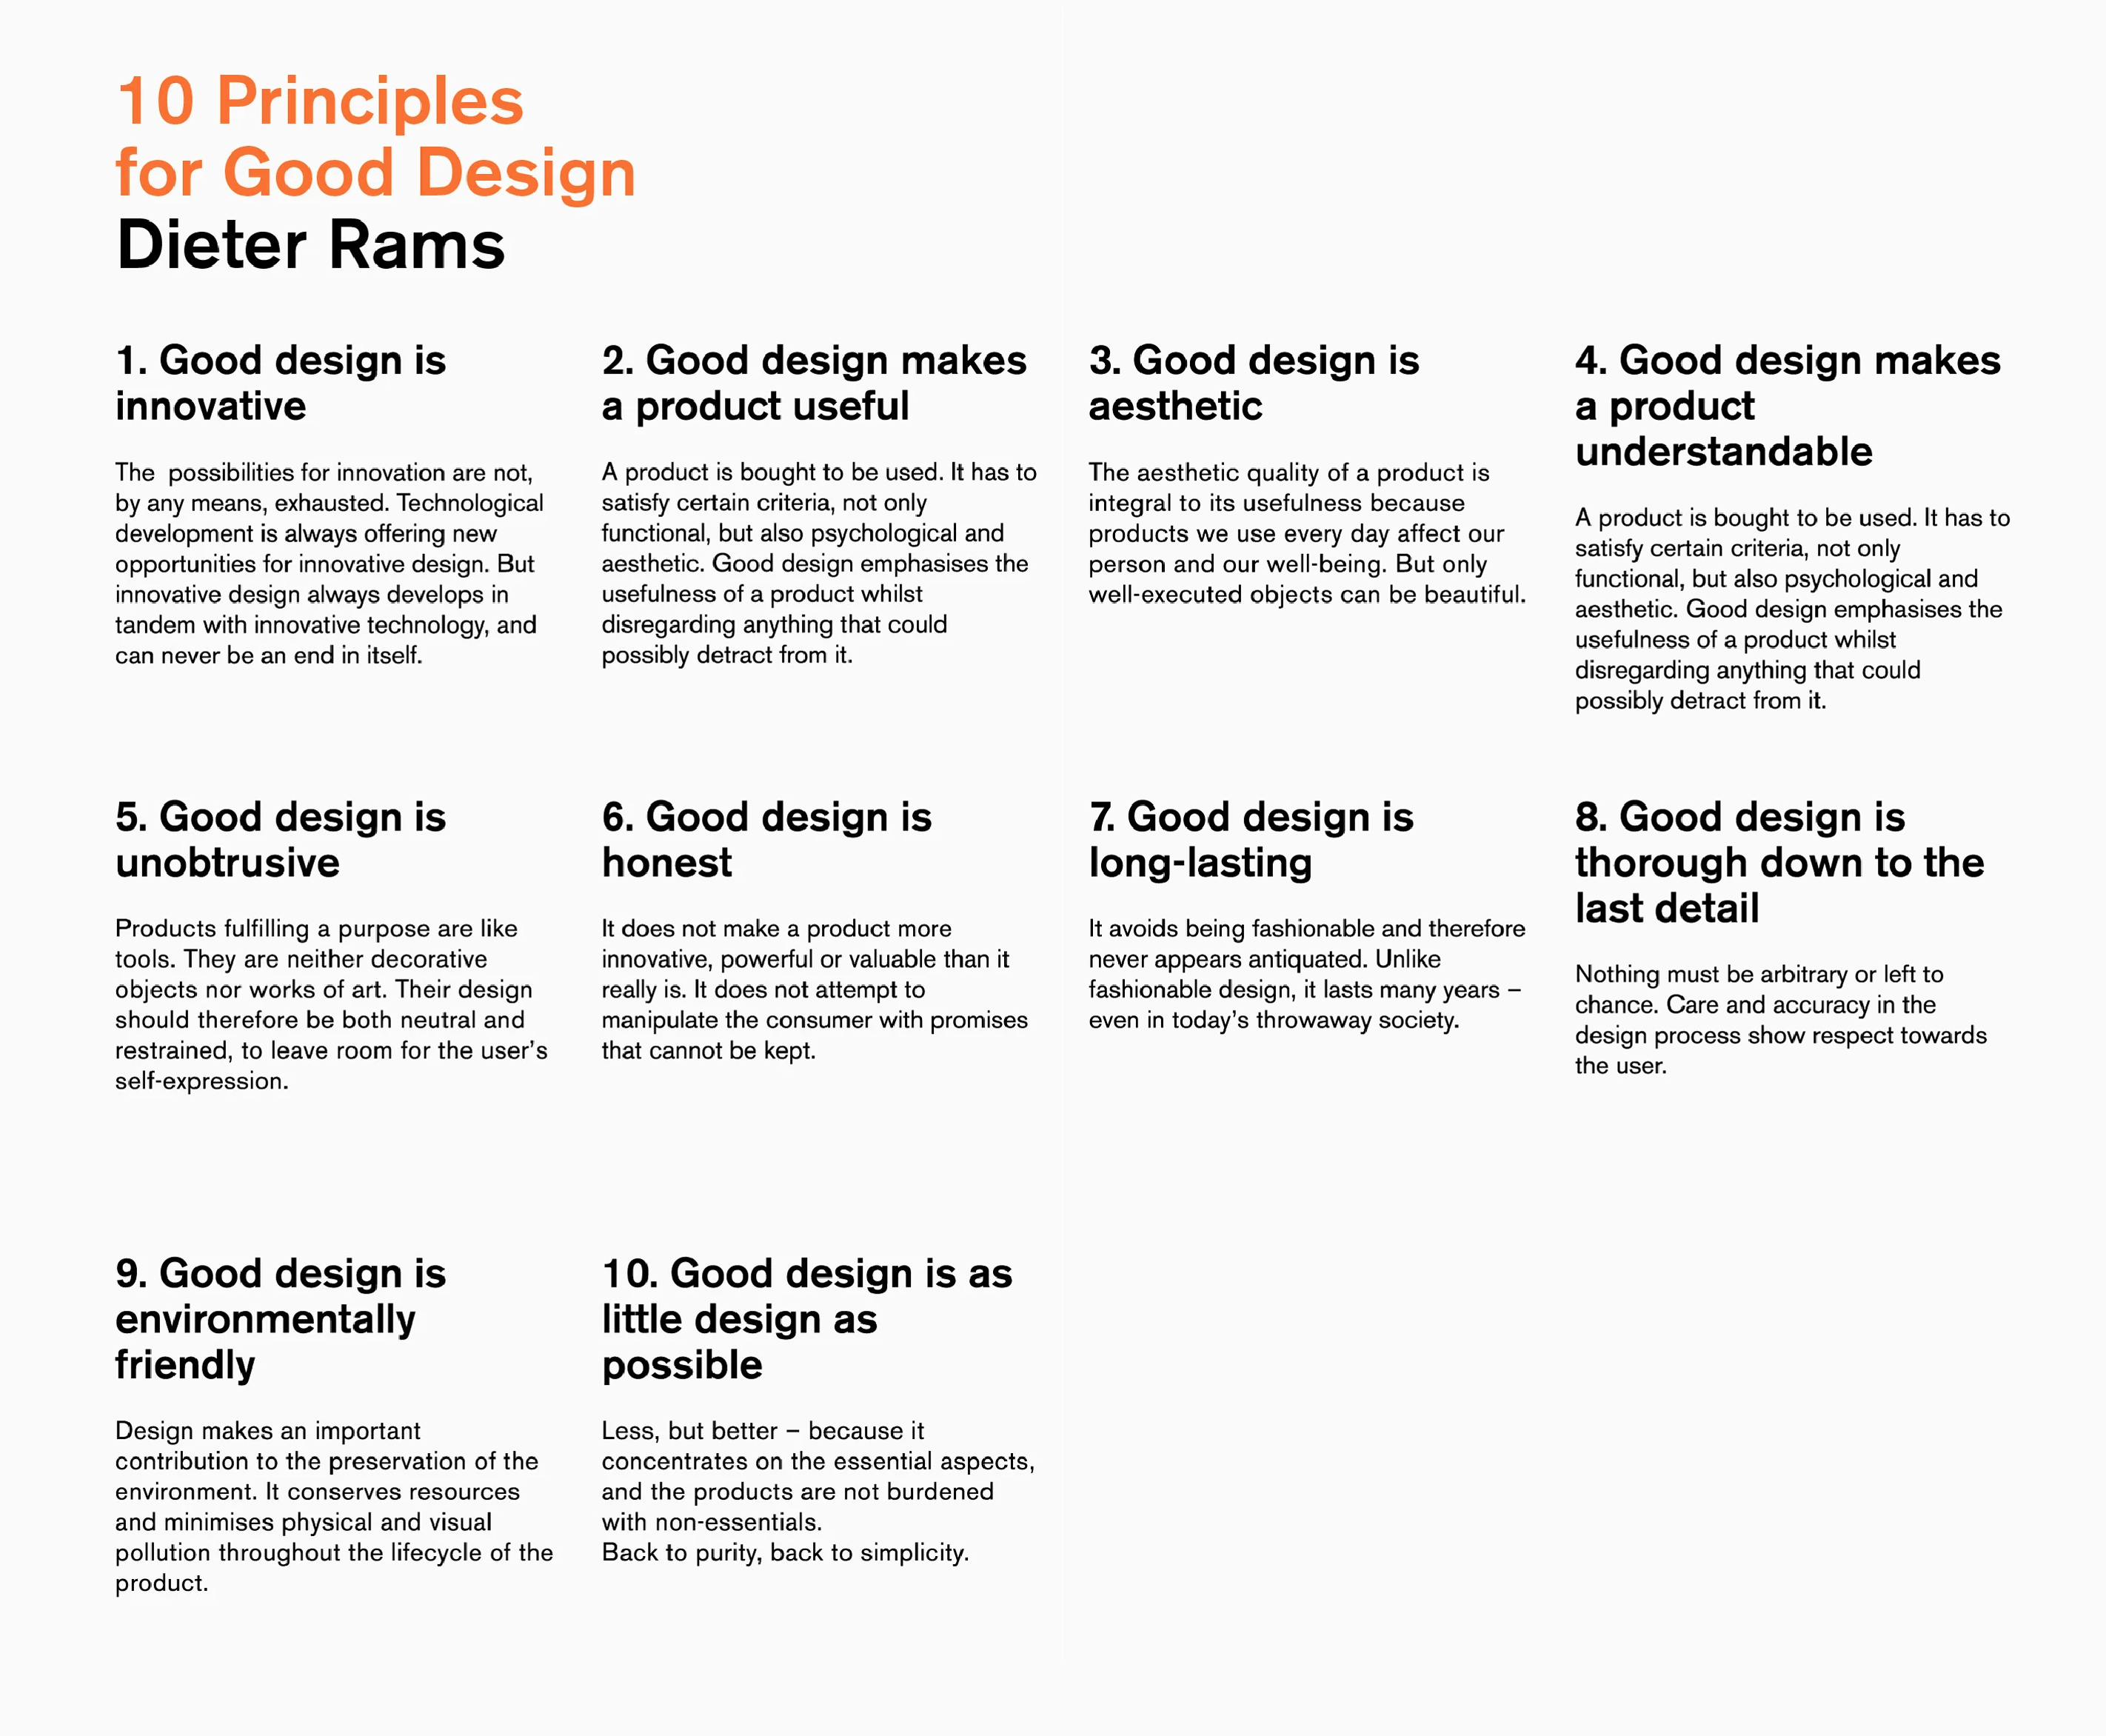 10 Principles
for Good Design
Dieter Rams
1. Good design is
innovative
The  possibilities for innovation are not,
by any means, exhausted. Technological
development is always offering new
opportunities for innovative design. But
innovative design always develops in
tandem with innovative technology, and
can never be an end in itself.
2. Good design makes
a product useful
A product is bought to be used. It has to
satisfy certain criteria, not only
functional, but also psychological and
aesthetic. Good design emphasises the
usefulness of a product whilst
disregarding anything that could
possibly detract from it.
3. Good design is
aesthetic
The aesthetic quality of a product is
integral to its usefulness because
products we use every day affect our
person and our well-being. But only
well-executed objects can be beautiful.
4. Good design makes
a product
understandable
A product is bought to be used. It has to
satisfy certain criteria, not only
functional, but also psychological and
aesthetic. Good design emphasises the
usefulness of a product whilst
disregarding anything that could
possibly detract from it.
5. Good design is
unobtrusive
Products fulfilling a purpose are like
tools. They are neither decorative
objects nor works of art. Their design
should therefore be both neutral and
restrained, to leave room for the user’s
self-expression.
6. Good design is
honest
It does not make a product more
innovative, powerful or valuable than it
really is. It does not attempt to
manipulate the consumer with promises
that cannot be kept.
7. Good design is
long-lasting
It avoids being fashionable and therefore
never appears antiquated. Unlike
fashionable design, it lasts many years –
even in today’s throwaway society.
8. Good design is
thorough down to the
last detail
Nothing must be arbitrary or left to
chance. Care and accuracy in the
design process show respect towards
the user.
9. Good design is
environmentally
friendly
Design makes an important
contribution to the preservation of the
environment. It conserves resources
and minimises physical and visual
pollution throughout the lifecycle of the
product.
10. Good design is as
little design as
possible
Less, but better – because it
concentrates on the essential aspects,
and the products are not burdened
with non-essentials.
Back to purity, back to simplicity.